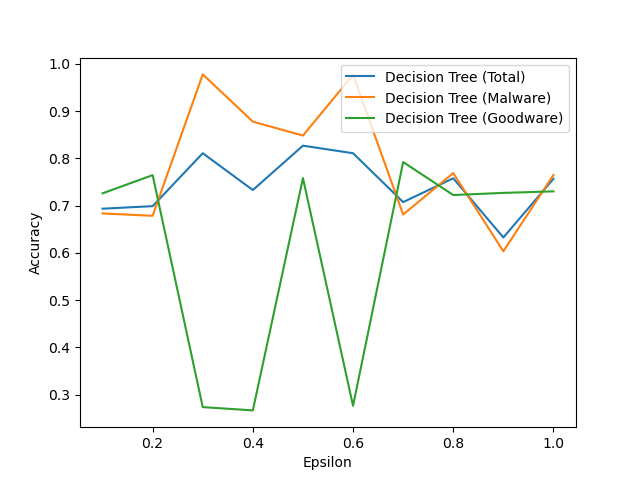 Decision Tree (Total)
Decision Tree (Malware)
Decision Tree (Goodware)
1.0
0.9
0.8
0.7
0.6
0.5
0.4
0.3
Accuracy
0.2
0.4
0.6
0.8
1.0
Epsilon